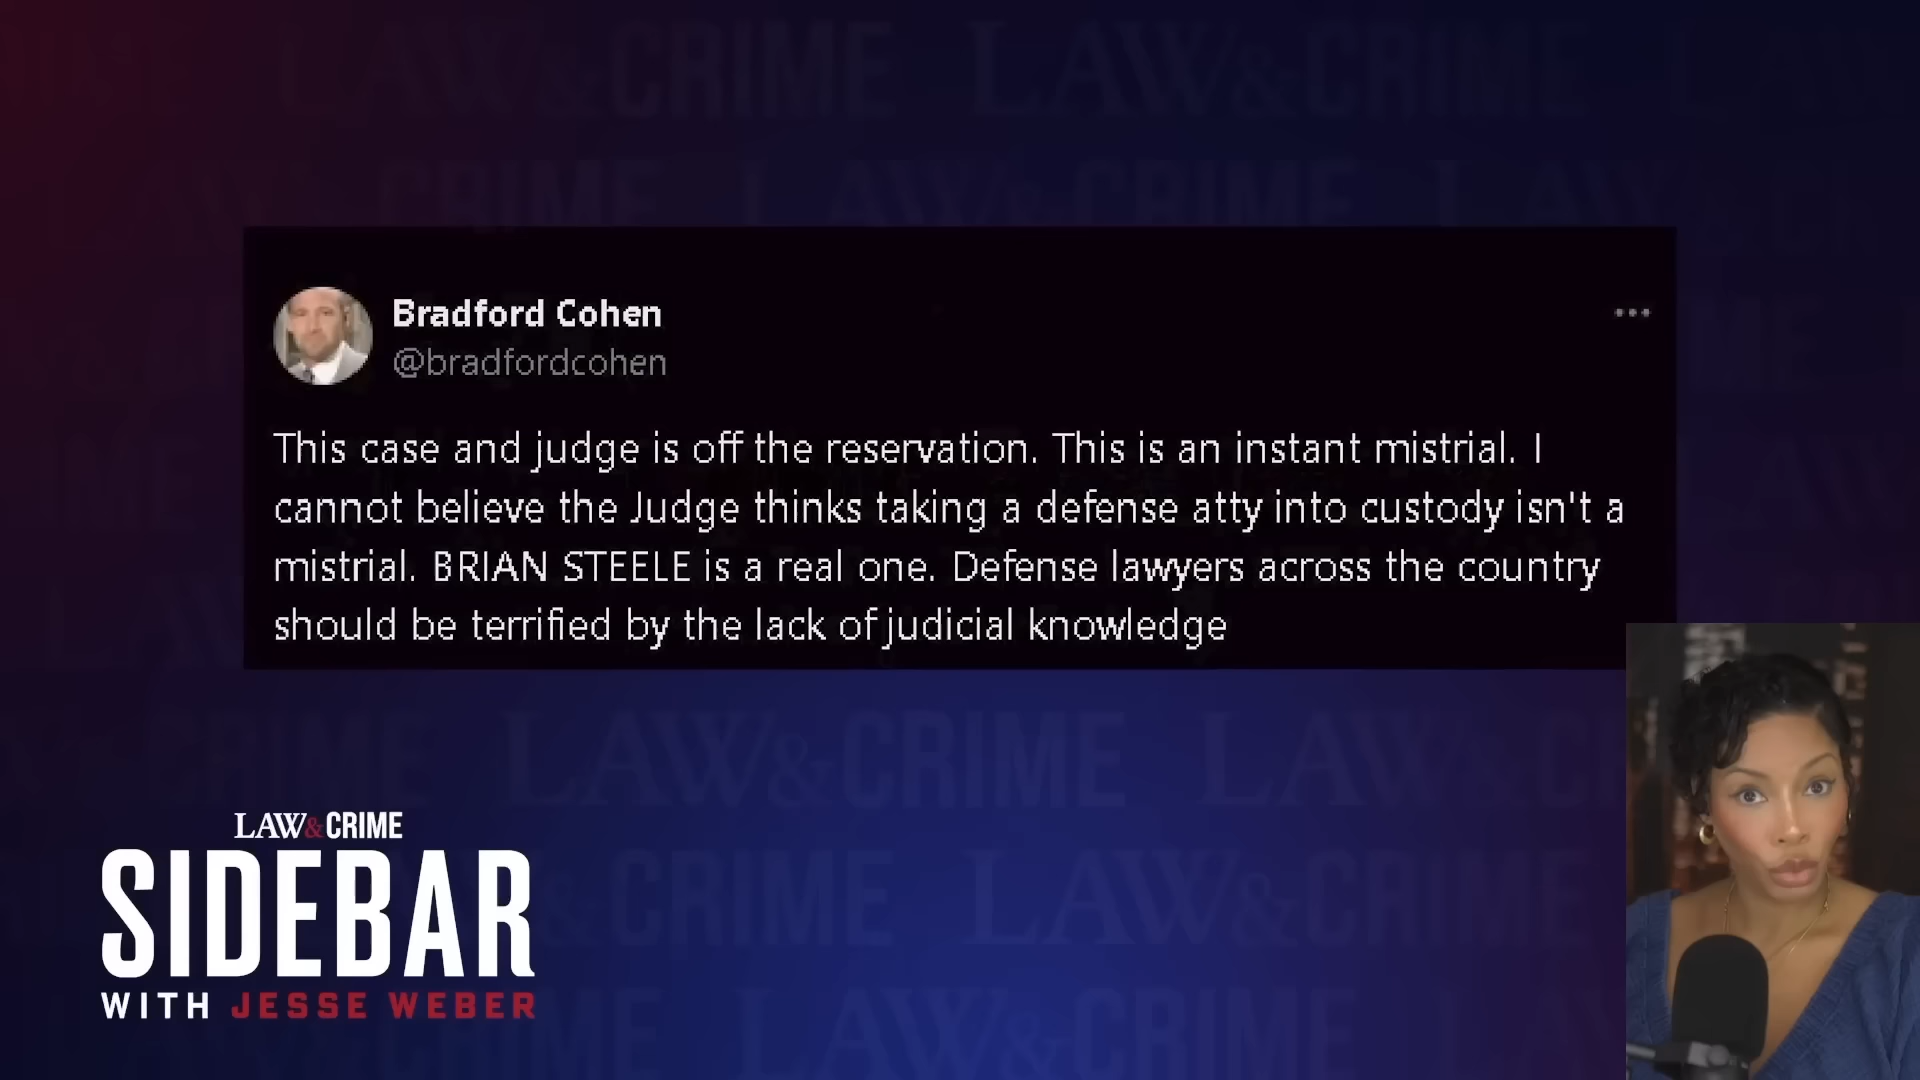 Bradford Cohen
@bradfordcohen
This case and judge is off the reservation. This is an instant mistrial. I
cannot believe the Judge thinks taking a defense atty into custody isn't a
mistrial. BRIAN STEELE is a real one. Defense lawyers across the country
should be terrified by the lack of judicial knowledge
LAW&CRIME
SIDEBAR
WITH JESSE WEBER